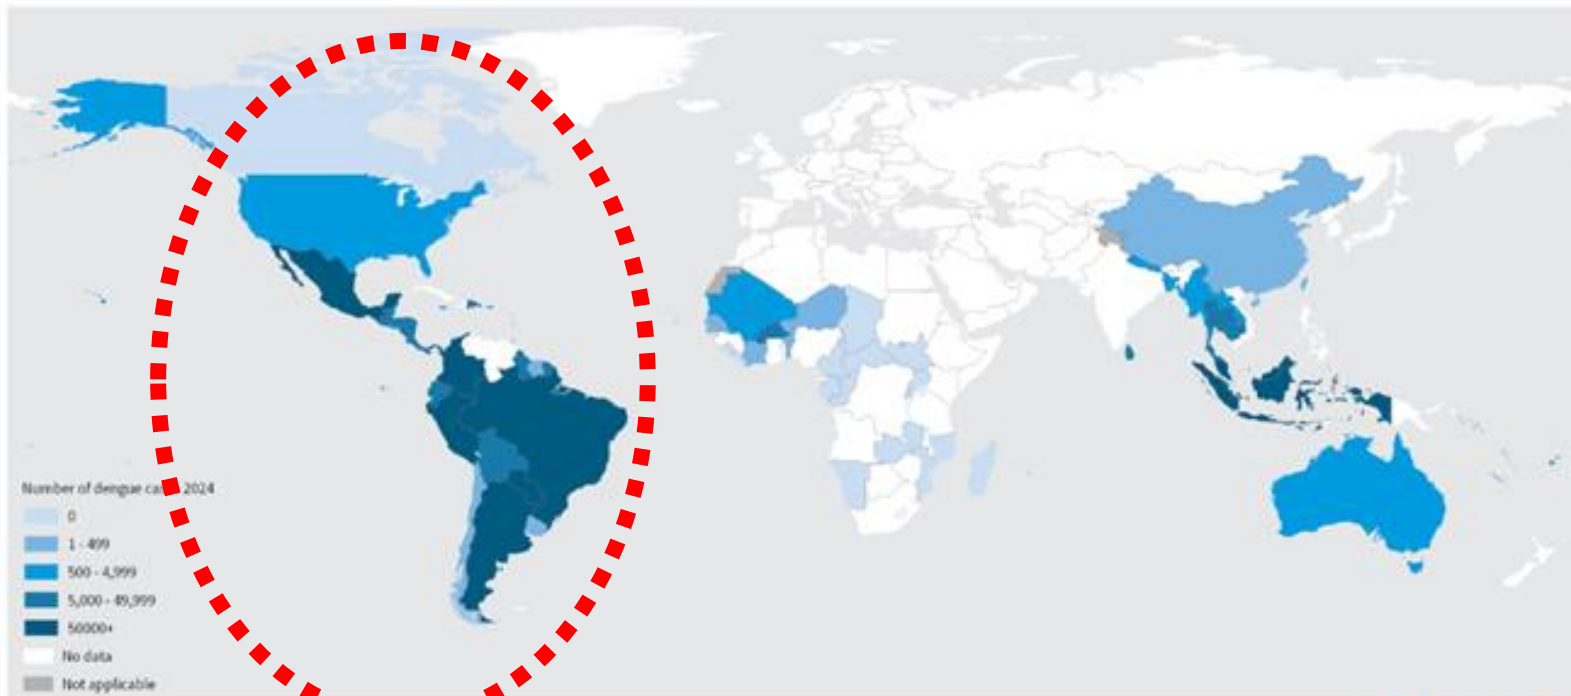 Number of dengue ca 2024
0
1 - 499
500 - 4,999
5,000 - 49,999
50000+
No data
Not applicable